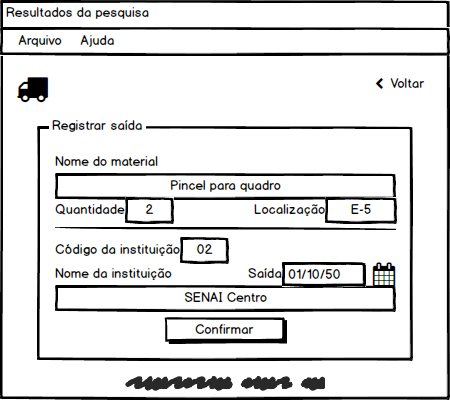 Resultados da pesquisa
Arquivo Ajuda
Voltar
Registrar saída
Nome do material
Pincel para quadro
Quantidade 2 Localização E-5
Código da instituição 02
Nome da instituição Saída 01/10/50
SENAI Centro
Confirmar